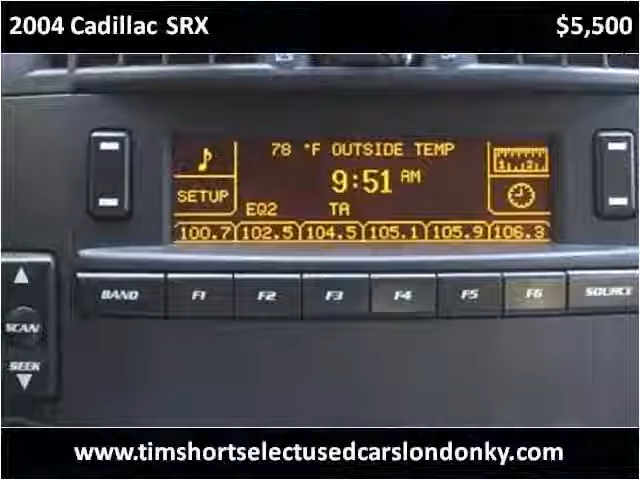 2004 Cadillac SRX $5,500
78 °F OUTSIDE TEMP
9:51 AM
SETUP
EQ2 TA
100.7 102.5 104.5 105.1 105.9 106.3
BAND F1 F2 F3 F4 F5 F6 SOURCE
SCAN
SEEK
www.timshortselectusedcarslondonky.com